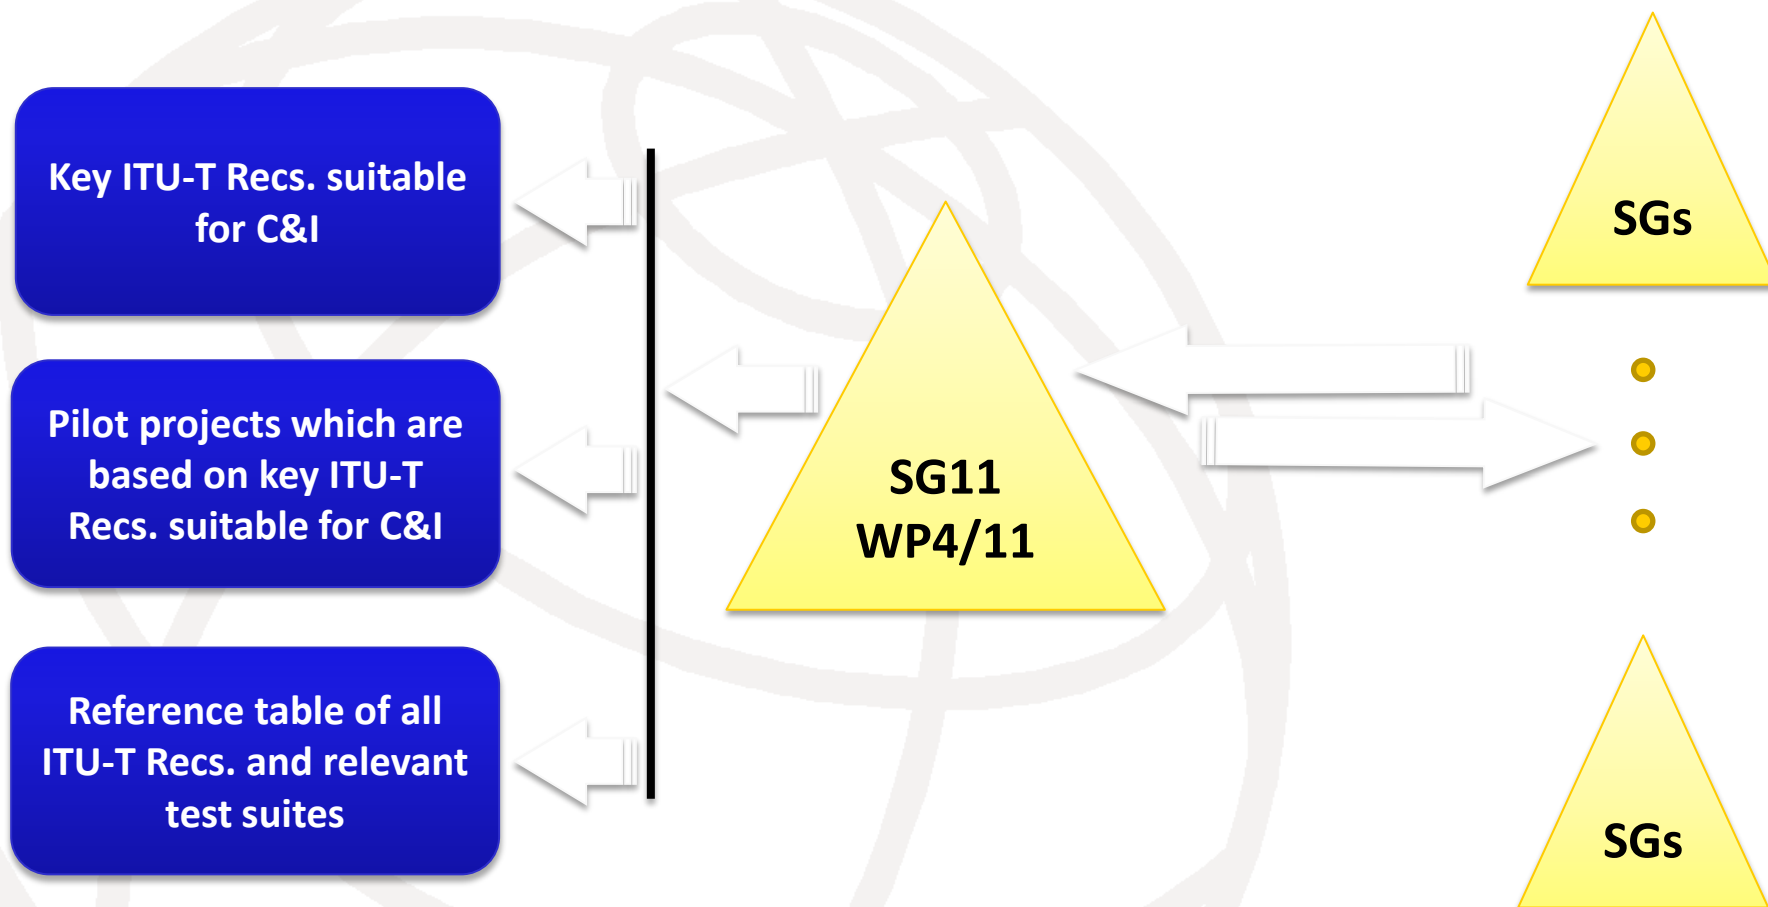 Key ITU-T Recs. suitable
for C&I
Pilot projects which are
based on key ITU-T
Recs. suitable for C&I
Reference table of all
ITU-T Recs. and relevant
test suites
SG11
WP4/11
SGs
SGs